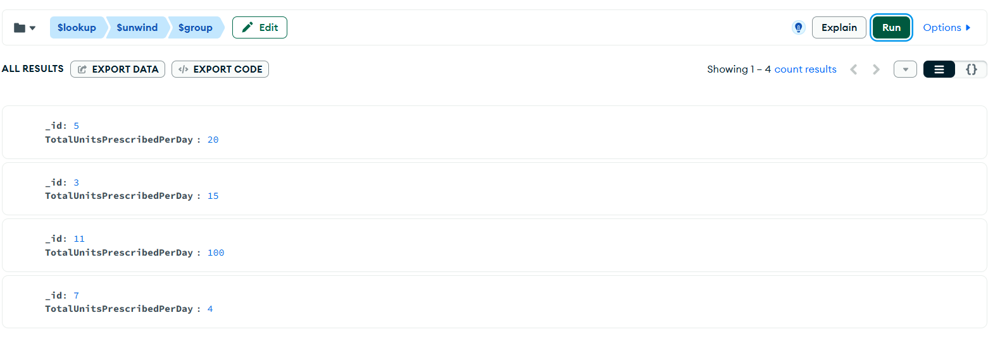 $lookup $unwind $group Edit Explain Run Options
ALL RESULTS EXPORT DATA </> EXPORT CODE Showing 1 – 4 count results {}
_id: 5
TotalUnitsPrescribedPerDay : 20
_id: 3
TotalUnitsPrescribedPerDay : 15
_id: 11
TotalUnitsPrescribedPerDay : 100
_id: 7
TotalUnitsPrescribedPerDay : 4